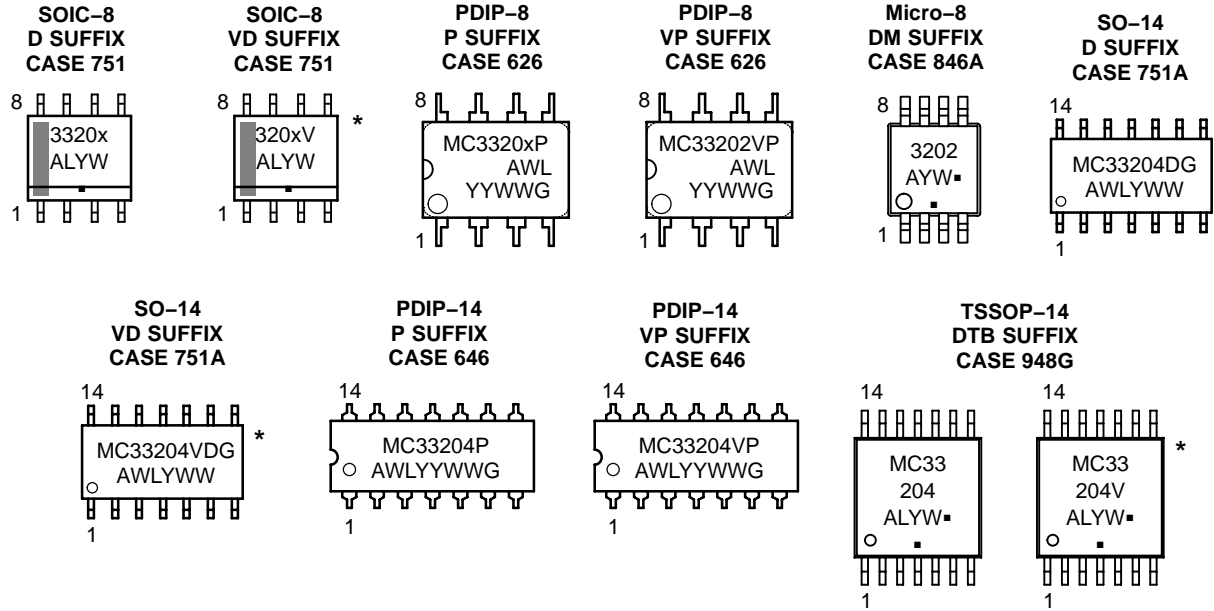 SOIC–8
D SUFFIX
CASE 751
8
3320x
ALYW
▪
1
SOIC–8
VD SUFFIX
CASE 751
8
*
320xV
ALYW
▪
1
PDIP–8
P SUFFIX
CASE 626
8
MC3320xP
AWL
YYWWG
1
PDIP–8
VP SUFFIX
CASE 626
8
MC33202VP
AWL
YYWWG
1
Micro–8
DM SUFFIX
CASE 846A
8
3202
AYW▪
▪
1
SO–14
D SUFFIX
CASE 751A
14
MC33204DG
AWLYWW
1
SO–14
VD SUFFIX
CASE 751A
14
*
MC33204VDG
AWLYWW
1
PDIP–14
P SUFFIX
CASE 646
14
MC33204P
AWLYYWWG
1
PDIP–14
VP SUFFIX
CASE 646
14
MC33204VP
AWLYYWWG
1
TSSOP–14
DTB SUFFIX
CASE 948G
14
MC33
204
ALYW▪
▪
1
14
*
MC33
204V
ALYW▪
▪
1